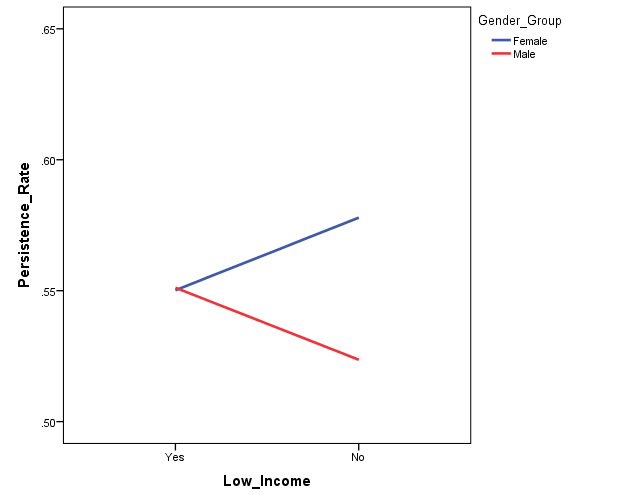 Gender_Group
Female
Male
.65
.60
.55
.50
Persistence_Rate
Yes
No
Low_Income